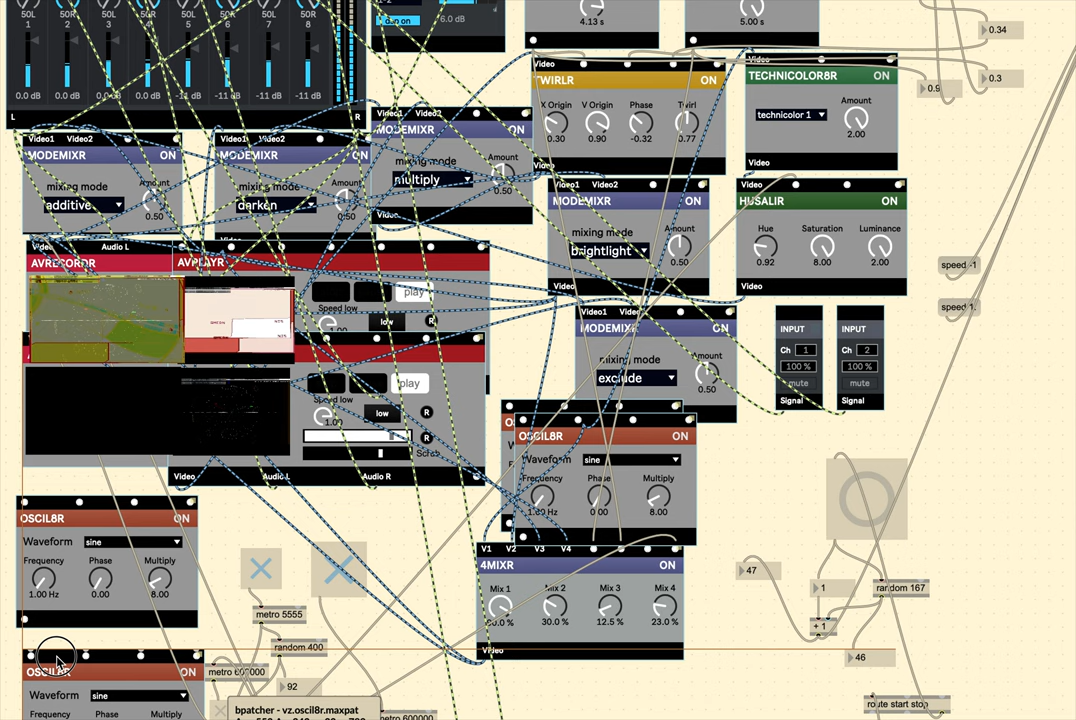 50L 50R 50L 50R 50L 50R
1 2 3 4 5 6 7 8
0.0 dB 0.0 dB 0.0 dB 0.0 dB -11 dB -11 dB -11 dB -11 dB
L R
6.0 dB
4.13 s
5.00 s
0.34
0.3
0.9
Video
TWIRLR ON
X Origin V Origin Phase Twirl
0.30 0.90 -0.32 0.77
Video
Video
TECHNICOLOR8R ON
technicolor 1
Amount
2.00
Video
Video1 Video2
MODEMIXR ON
mixing mode
additive
Amount
0.50
Video1 Video2
MODEMIXR ON
mixing mode
darken
Amount
0.50
Video1 Video2
MODEMIXR ON
mixing mode
multiply
Amount
0.50
Video
Video1 Video2
MODEMIXR ON
mixing mode
brightlight
Amount
0.50
Video
Video
HUSALIR ON
Hue Saturation Luminance
0.92 8.00 2.00
Video
speed -1
speed 1.
Video Audio L
AVRECORDR
AVPLAYR
play
Speed low
1.00
low
R
play
Speed low
1.00
low
R
R
Video Audio L Audio R
MODEMIXR ON
mixing mode
exclude
Amount
0.50
INPUT
Ch 1
100 %
mute
Signal
INPUT
Ch 2
100 %
mute
Signal
OSCIL8R ON
Waveform sine
Frequency Phase Multiply
1.00 Hz 0.00 8.00
V1 V2 V3 V4
4MIXR ON
Mix 1 Mix 2 Mix 3 Mix 4
30.0 % 12.5 % 23.0 %
Video
OSCIL8R ON
Waveform sine
Frequency Phase Multiply
1.00 Hz 0.00 8.00
metro 5555
random 400
metro 600000
92
OSCIL8R ON
Waveform sine
Frequency Phase Multiply
bpatcher - vz.oscil8r.maxpat
metro 600000
47
1
random 167
+ 1
46
route start stop